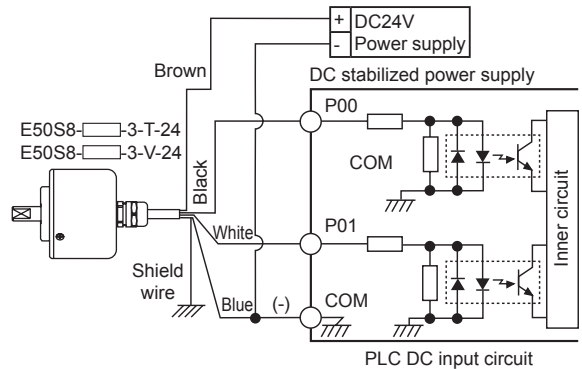 + DC24V
- Power supply
Brown
DC stabilized power supply
E50S8-▭-3-T-24
E50S8-▭-3-V-24
P00
COM
Black
White
P01
Shield
wire
Blue
(-)
COM
Inner circuit
PLC DC input circuit